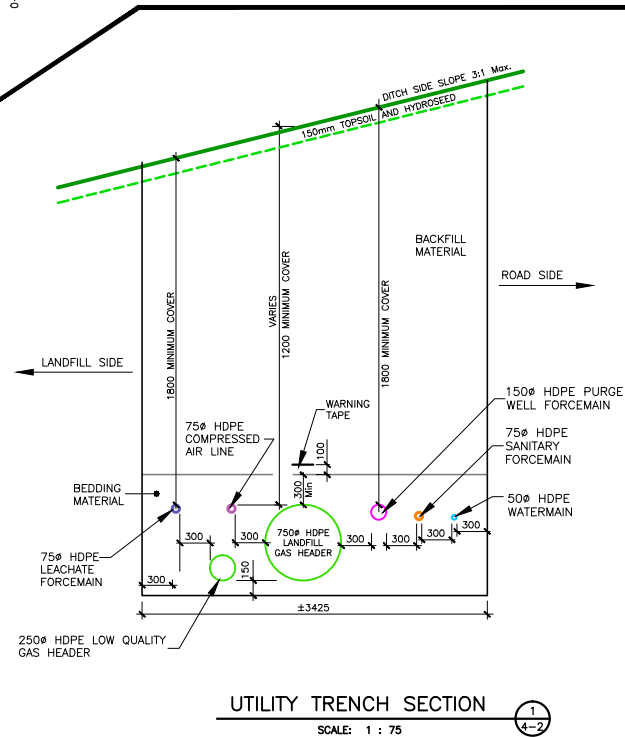 0-
DITCH SIDE SLOPE 3:1 Max.
150mm TOPSOIL AND HYDROSEED
BACKFILL
MATERIAL
ROAD SIDE
LANDFILL SIDE
1800 MINIMUM COVER
VARIES
1200 MINIMUM COVER
1800 MINIMUM COVER
WARNING
TAPE
75ø HDPE
COMPRESSED
AIR LINE
150ø HDPE PURGE
WELL FORCEMAIN
75ø HDPE
SANITARY
FORCEMAIN
50ø HDPE
WATERMAIN
BEDDING
MATERIAL
100
300
Min
750ø HDPE
LANDFILL
GAS HEADER
300
300
300
300
300
300
75ø HDPE
LEACHATE
FORCEMAIN
300
150
±3425
250ø HDPE LOW QUALITY
GAS HEADER
UTILITY TRENCH SECTION
1
4-2
SCALE: 1 : 75